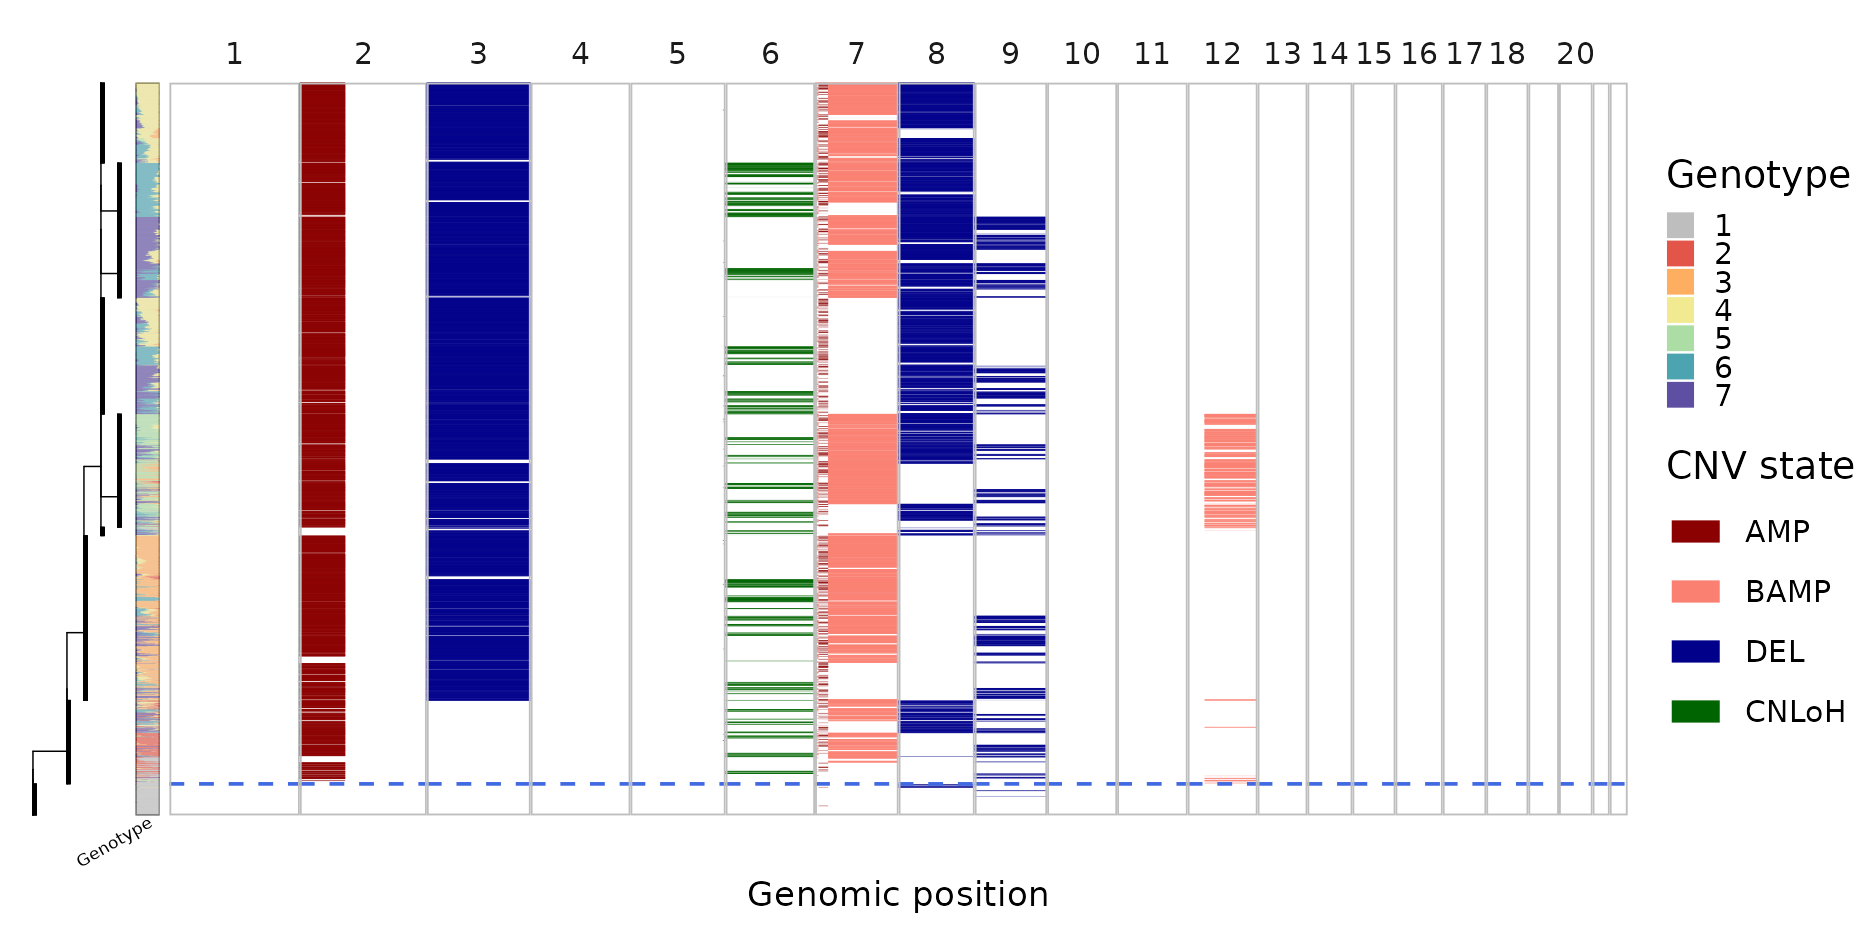 1 2 3 4 5 6 7 8 9 10 11 12 13 14 15 16 17 18 20
Genotype
1
2
3
4
5
6
7
CNV state
AMP
BAMP
DEL
CNLoH
Genotype
Genomic position